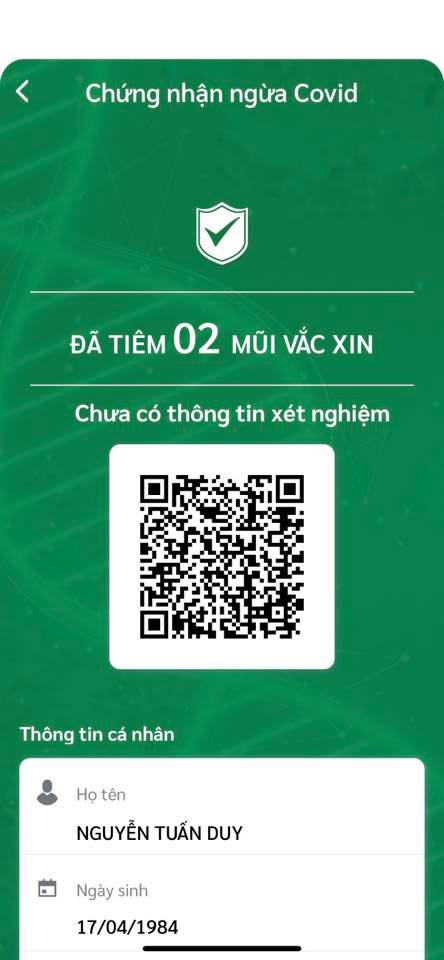 Chứng nhận ngừa Covid
ĐÃ TIÊM 02 MŨI VẮC XIN
Chưa có thông tin xét nghiệm
Thông tin cá nhân
Họ tên
NGUYỄN TUẤN DUY
Ngày sinh
17/04/1984